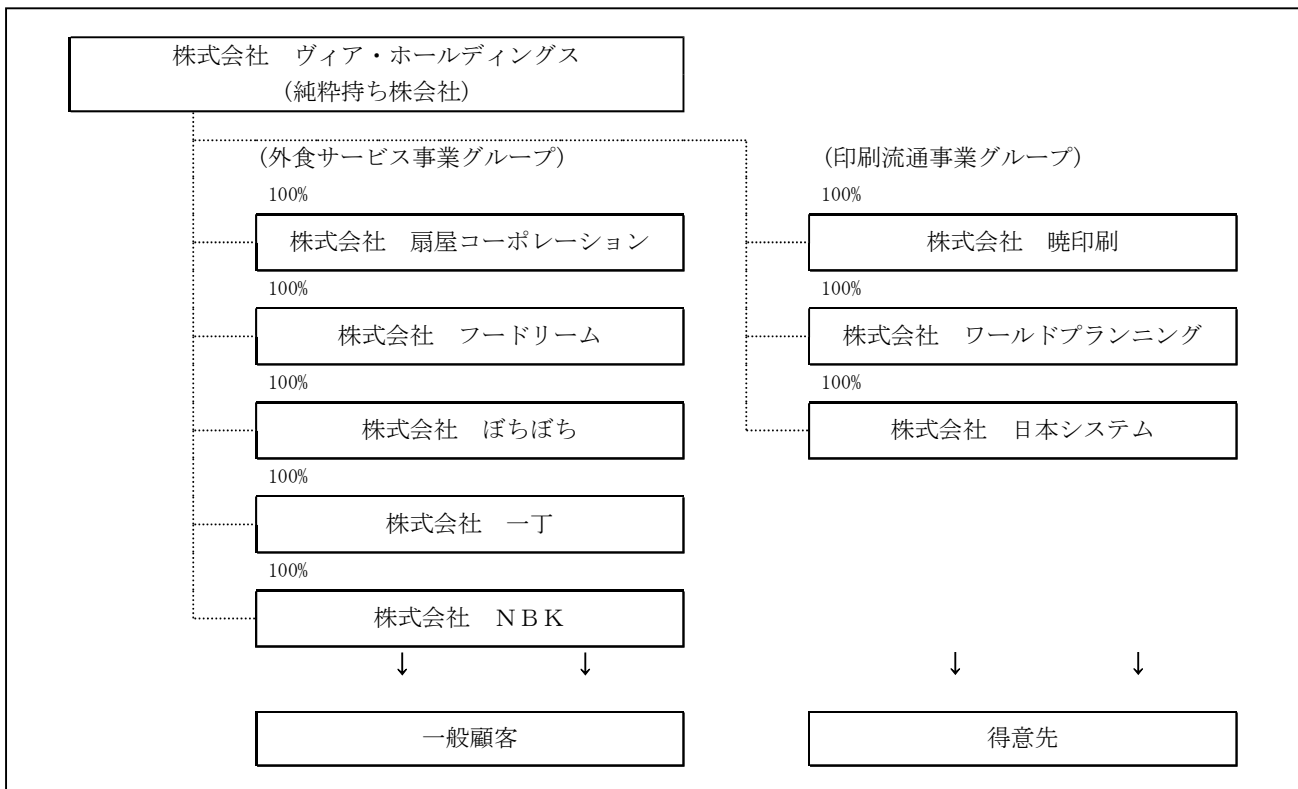 株式会社　ヴィア・ホールディングス
(純粋持ち株会社)
(外食サービス事業グループ)
100%
株式会社　扇屋コーポレーション
100%
株式会社　フードリーム
100%
株式会社　ぼちぼち
100%
株式会社　一丁
100%
株式会社　ＮＢＫ
↓　↓
一般顧客
(印刷流通事業グループ)
100%
株式会社　暁印刷
100%
株式会社　ワールドプランニング
100%
株式会社　日本システム
↓　↓
得意先